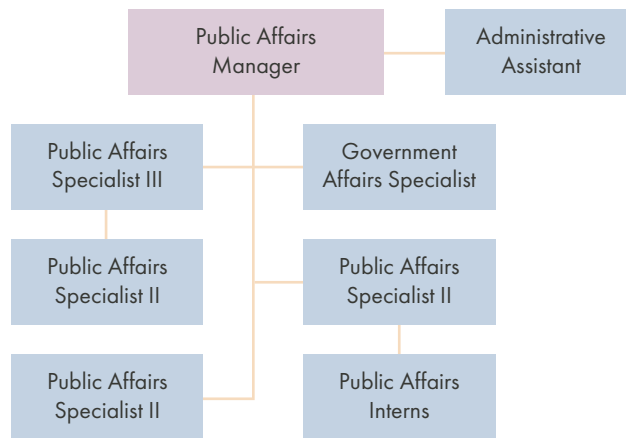 Public Affairs
Manager
Administrative
Assistant
Public Affairs
Specialist III
Government
Affairs Specialist
Public Affairs
Specialist II
Public Affairs
Specialist II
Public Affairs
Specialist II
Public Affairs
Interns